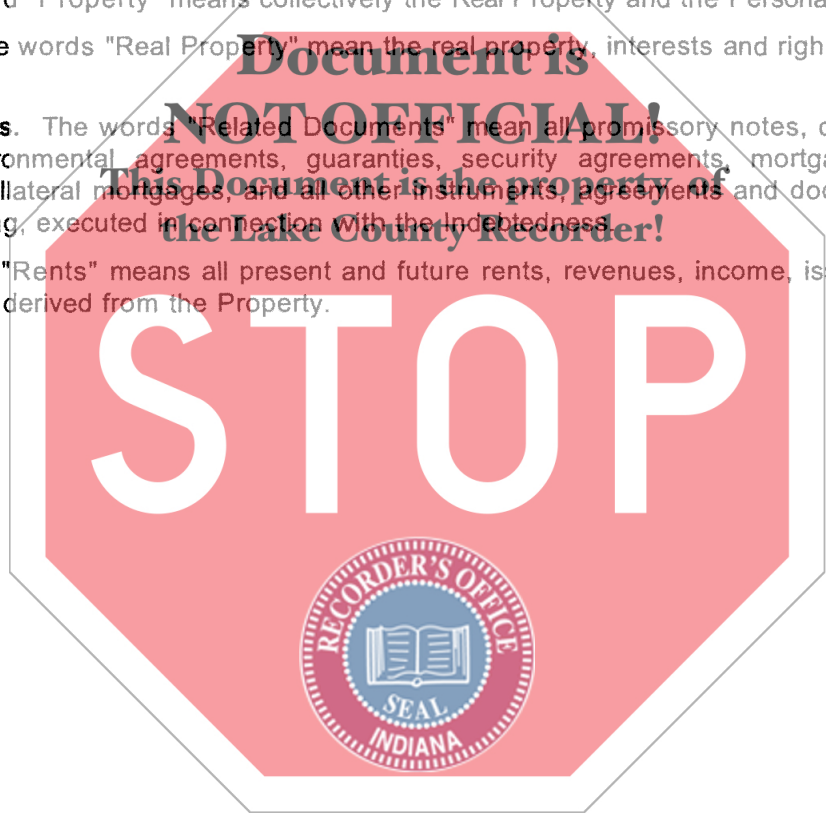 "Property" means collectively the Real Property and the Persona
words "Real Property" mean the real property, interests and righ
Document is
NOT OFFICIAL!
This Document is the property of
the Lake County Recorder!
s. The words "Related Documents" mean all promissory notes,
ronmental agreements, guaranties, security agreements, mortga
llateral mortgages, and all other instruments, agreements and doc
g, executed in connection with the Indebtedness.
"Rents" means all present and future rents, revenues, income, is
derived from the Property.
STOP
RECORDER'S OFFICE
SEAL
INDIANA